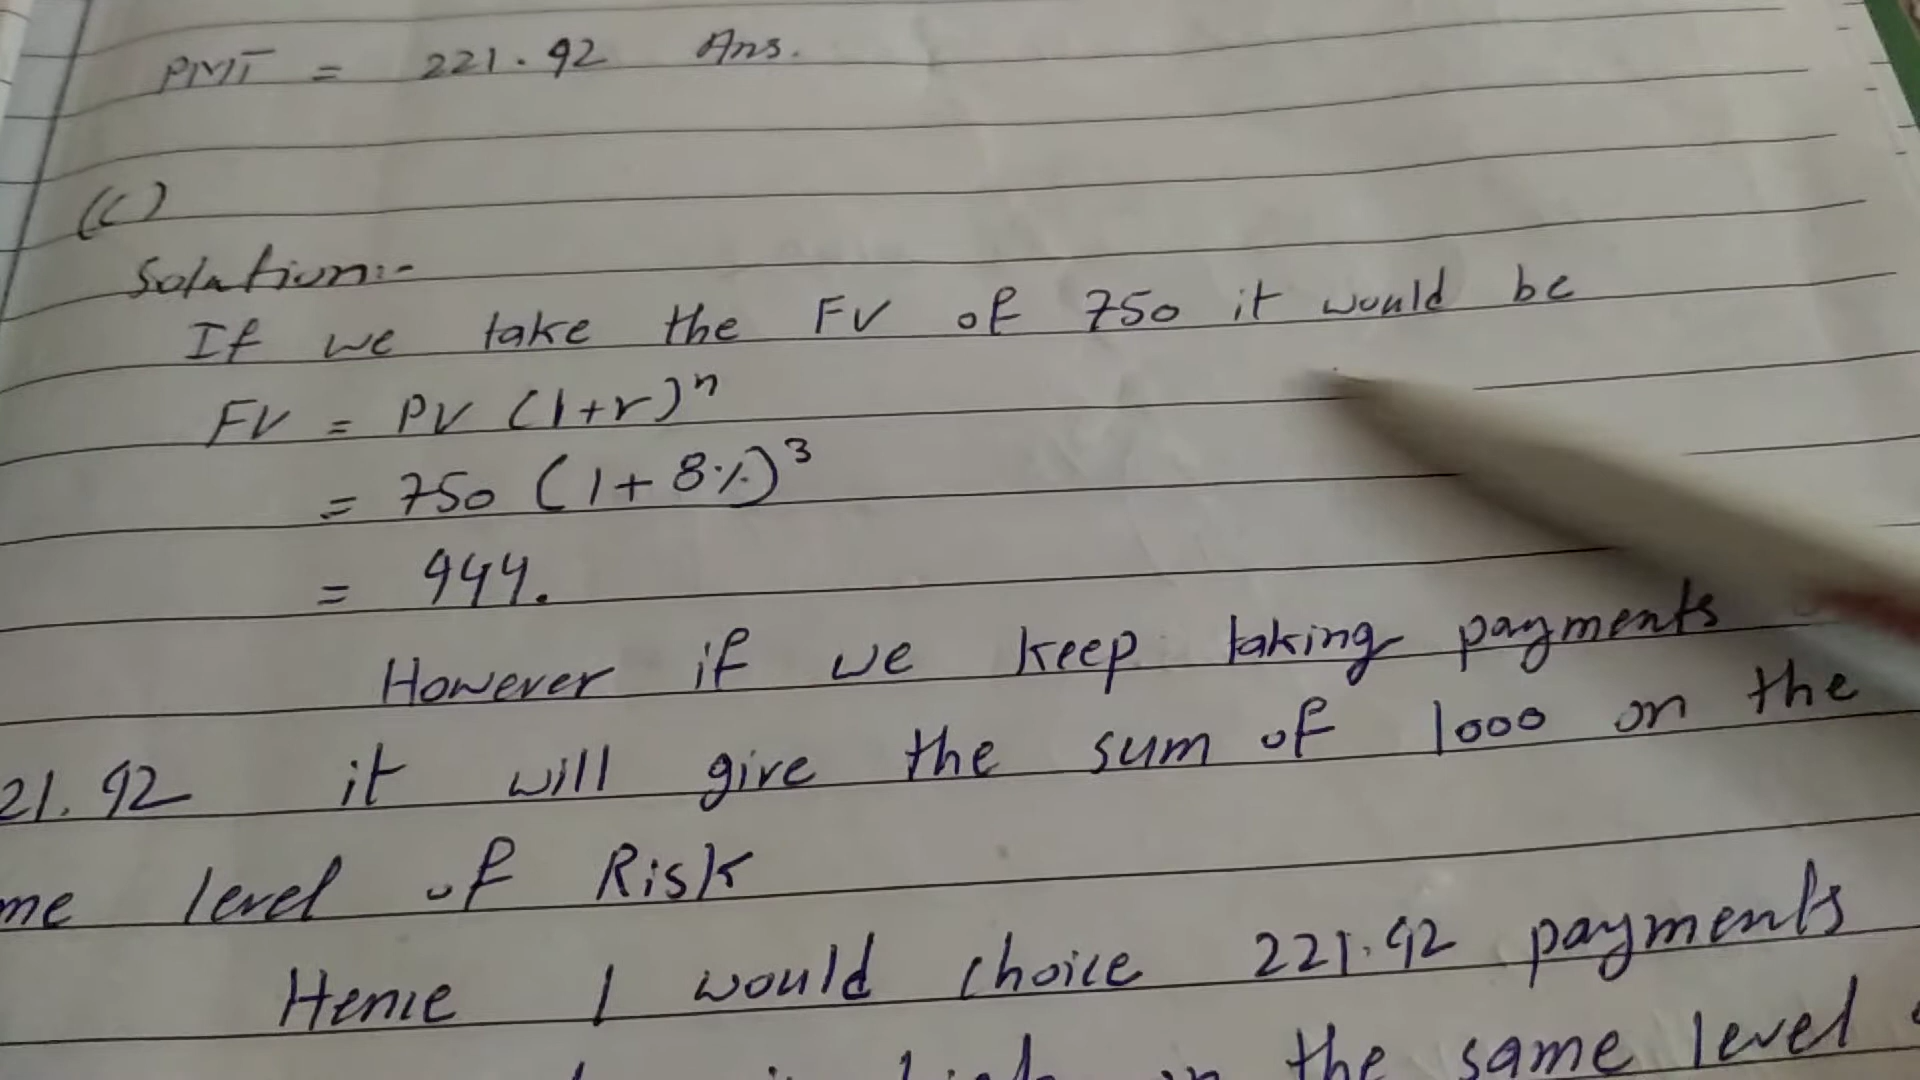 PMT = 221.92 Ans.
(c)
Solution:-
If we take the FV of 750 it would be
FV = PV (1+r)ⁿ
= 750 (1+8%)³
= 944.
However if we keep taking payments
21.92 it will give the sum of 1000 on the
me level of Risk
Hence I would choice 221.92 payments
in the same level